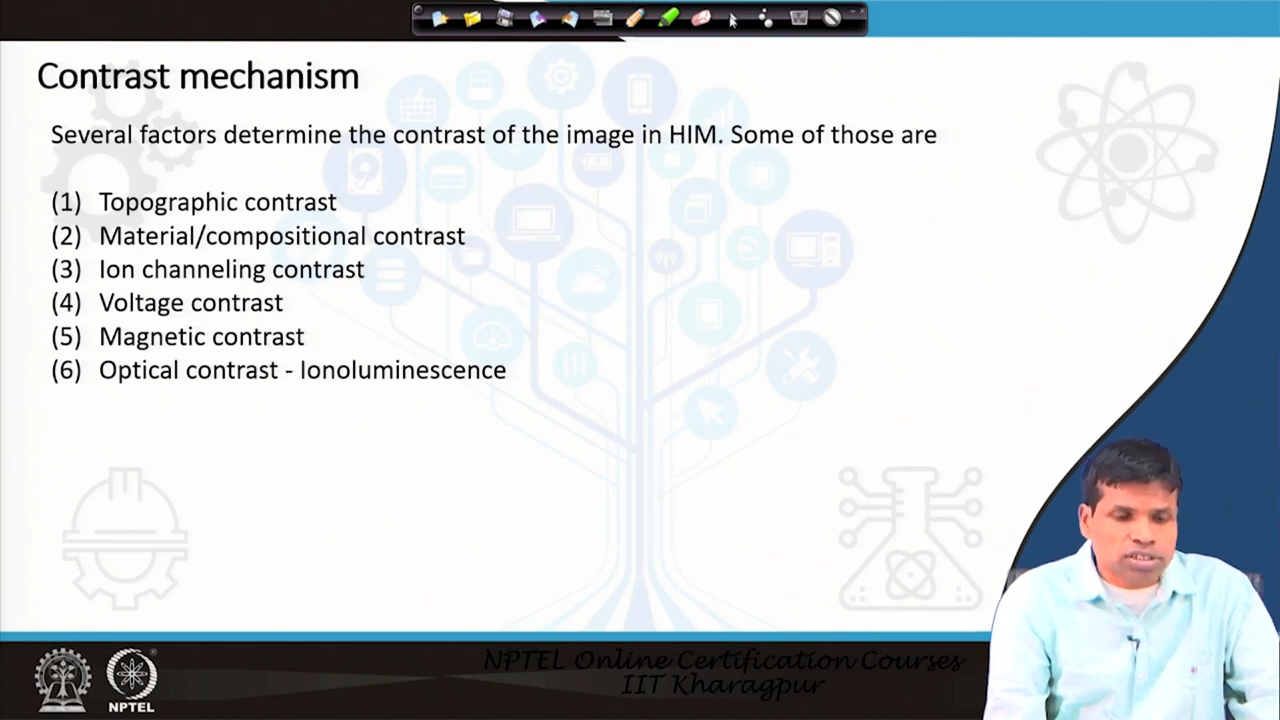 Contrast mechanism
Several factors determine the contrast of the image in HIM. Some of those are
(1) Topographic contrast
(2) Material/compositional contrast
(3) Ion channeling contrast
(4) Voltage contrast
(5) Magnetic contrast
(6) Optical contrast - Ionoluminescence
NPTEL Online Certification Courses
IIT Kharagpur
NPTEL